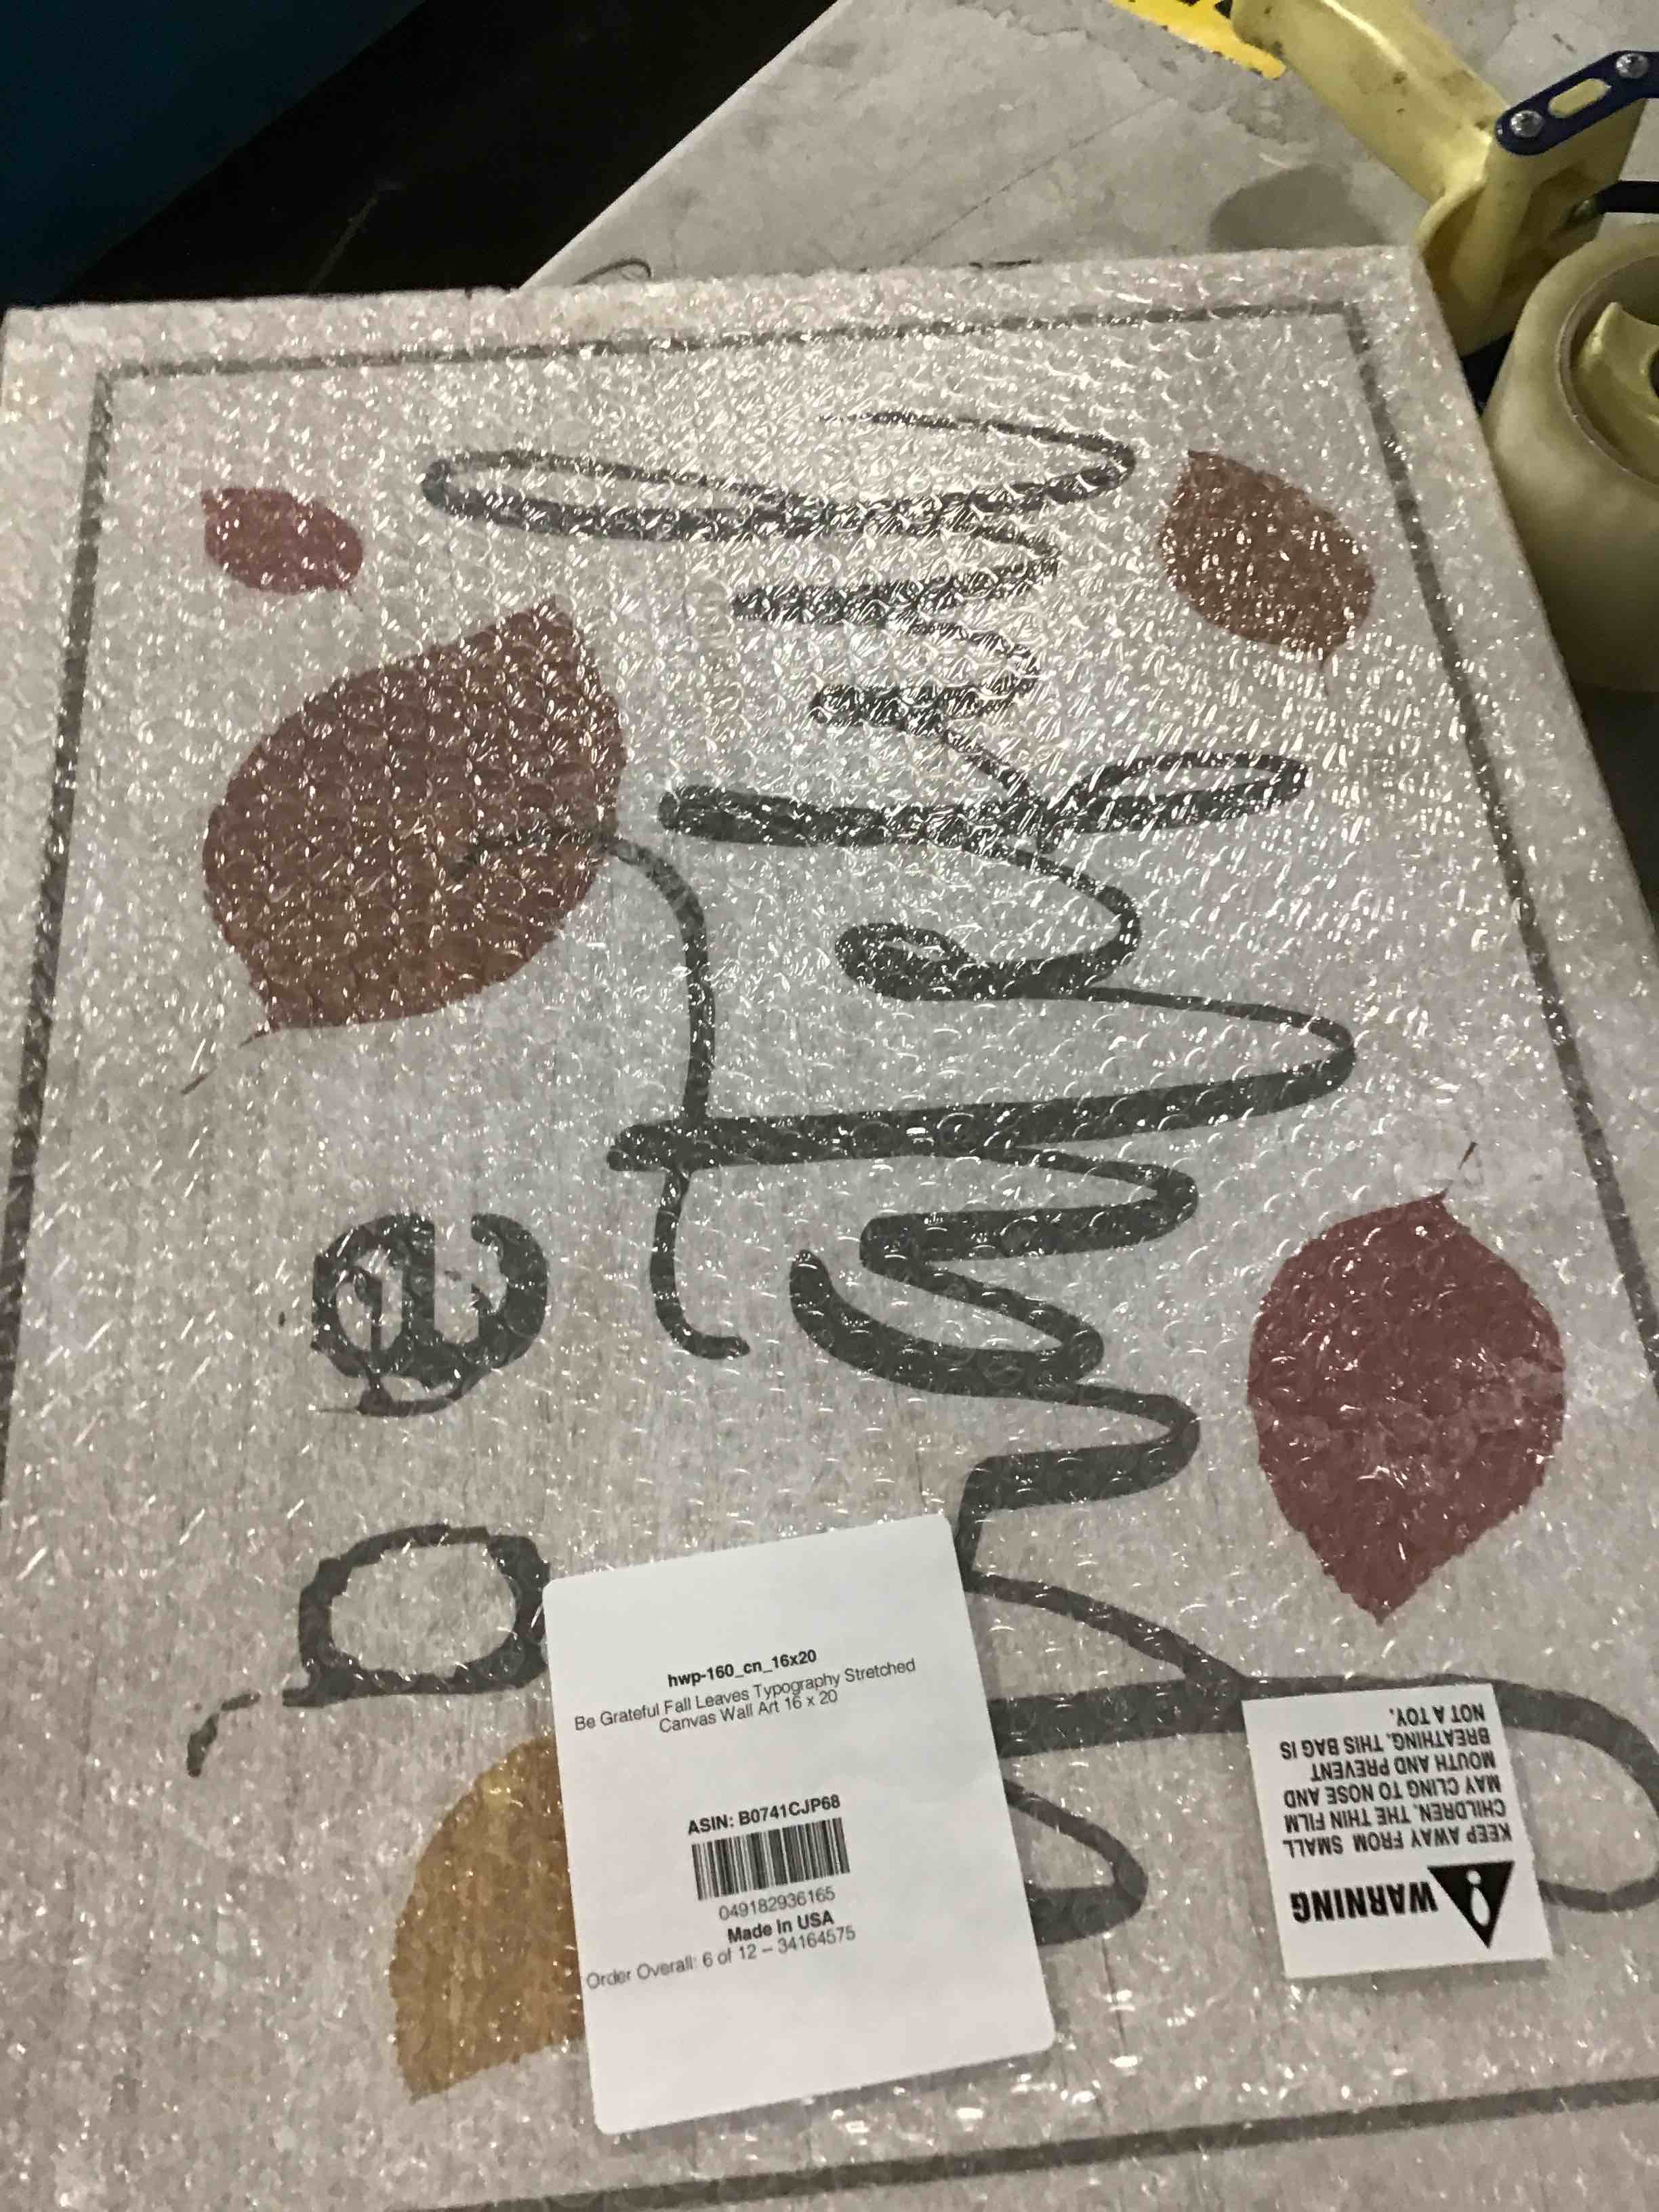 Be
Grateful
hwp-160_cn_16x20
Be Grateful Fall Leaves Typography Stretched
Canvas Wall Art 16 x 20
ASIN: B0741CJP68
049182936165
Made In USA
Order Overall: 6 of 12 – 34164575
WARNING
KEEP AWAY FROM SMALL
CHILDREN. THE THIN FILM
MAY CLING TO NOSE AND
MOUTH AND PREVENT
BREATHING. THIS BAG IS
NOT A TOY.